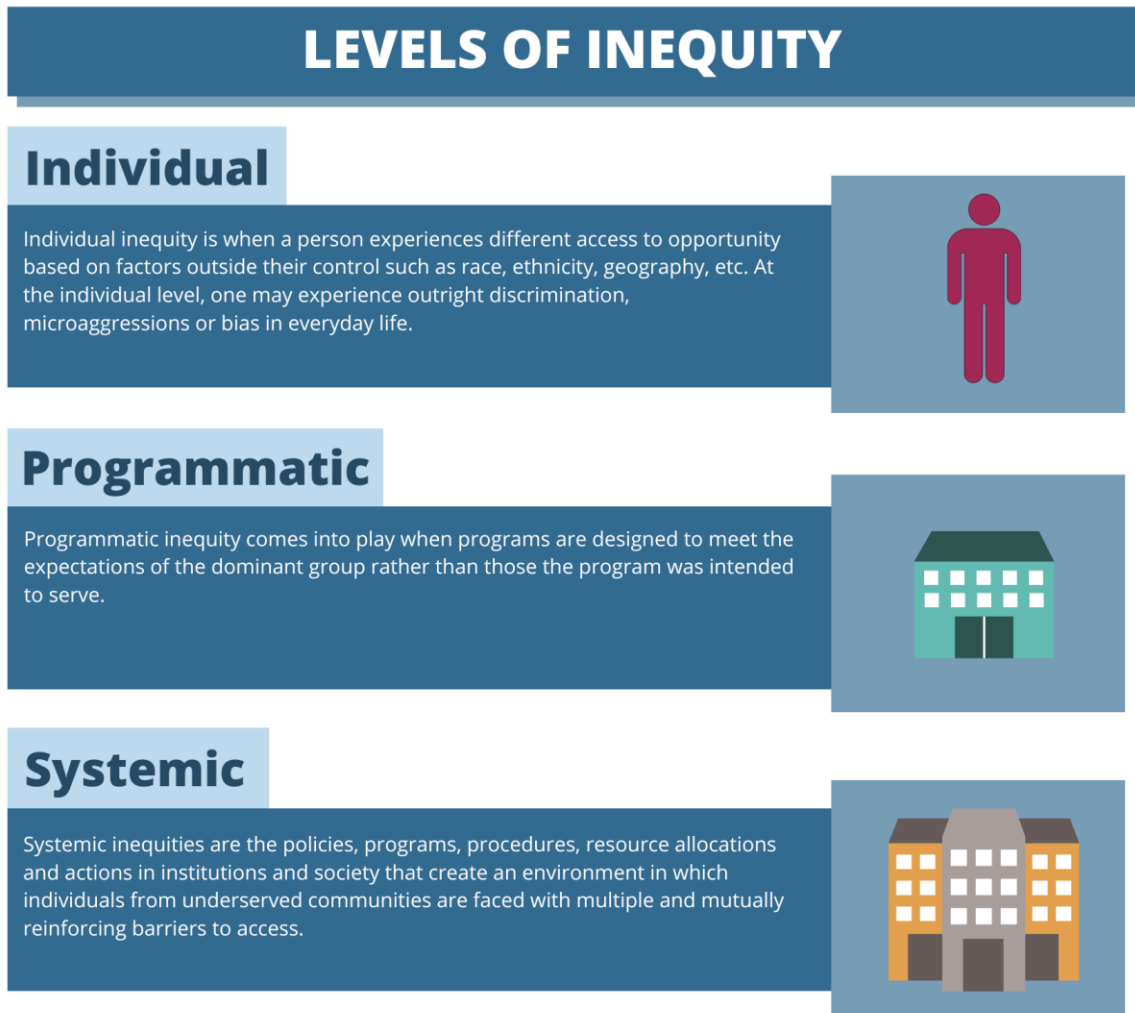 LEVELS OF INEQUITY
Individual
Individual inequity is when a person experiences different access to opportunity
based on factors outside their control such as race, ethnicity, geography, etc. At
the individual level, one may experience outright discrimination,
microaggressions or bias in everyday life.
Programmatic
Programmatic inequity comes into play when programs are designed to meet the
expectations of the dominant group rather than those the program was intended
to serve.
Systemic
Systemic inequities are the policies, programs, procedures, resource allocations
and actions in institutions and society that create an environment in which
individuals from underserved communities are faced with multiple and mutually
reinforcing barriers to access.